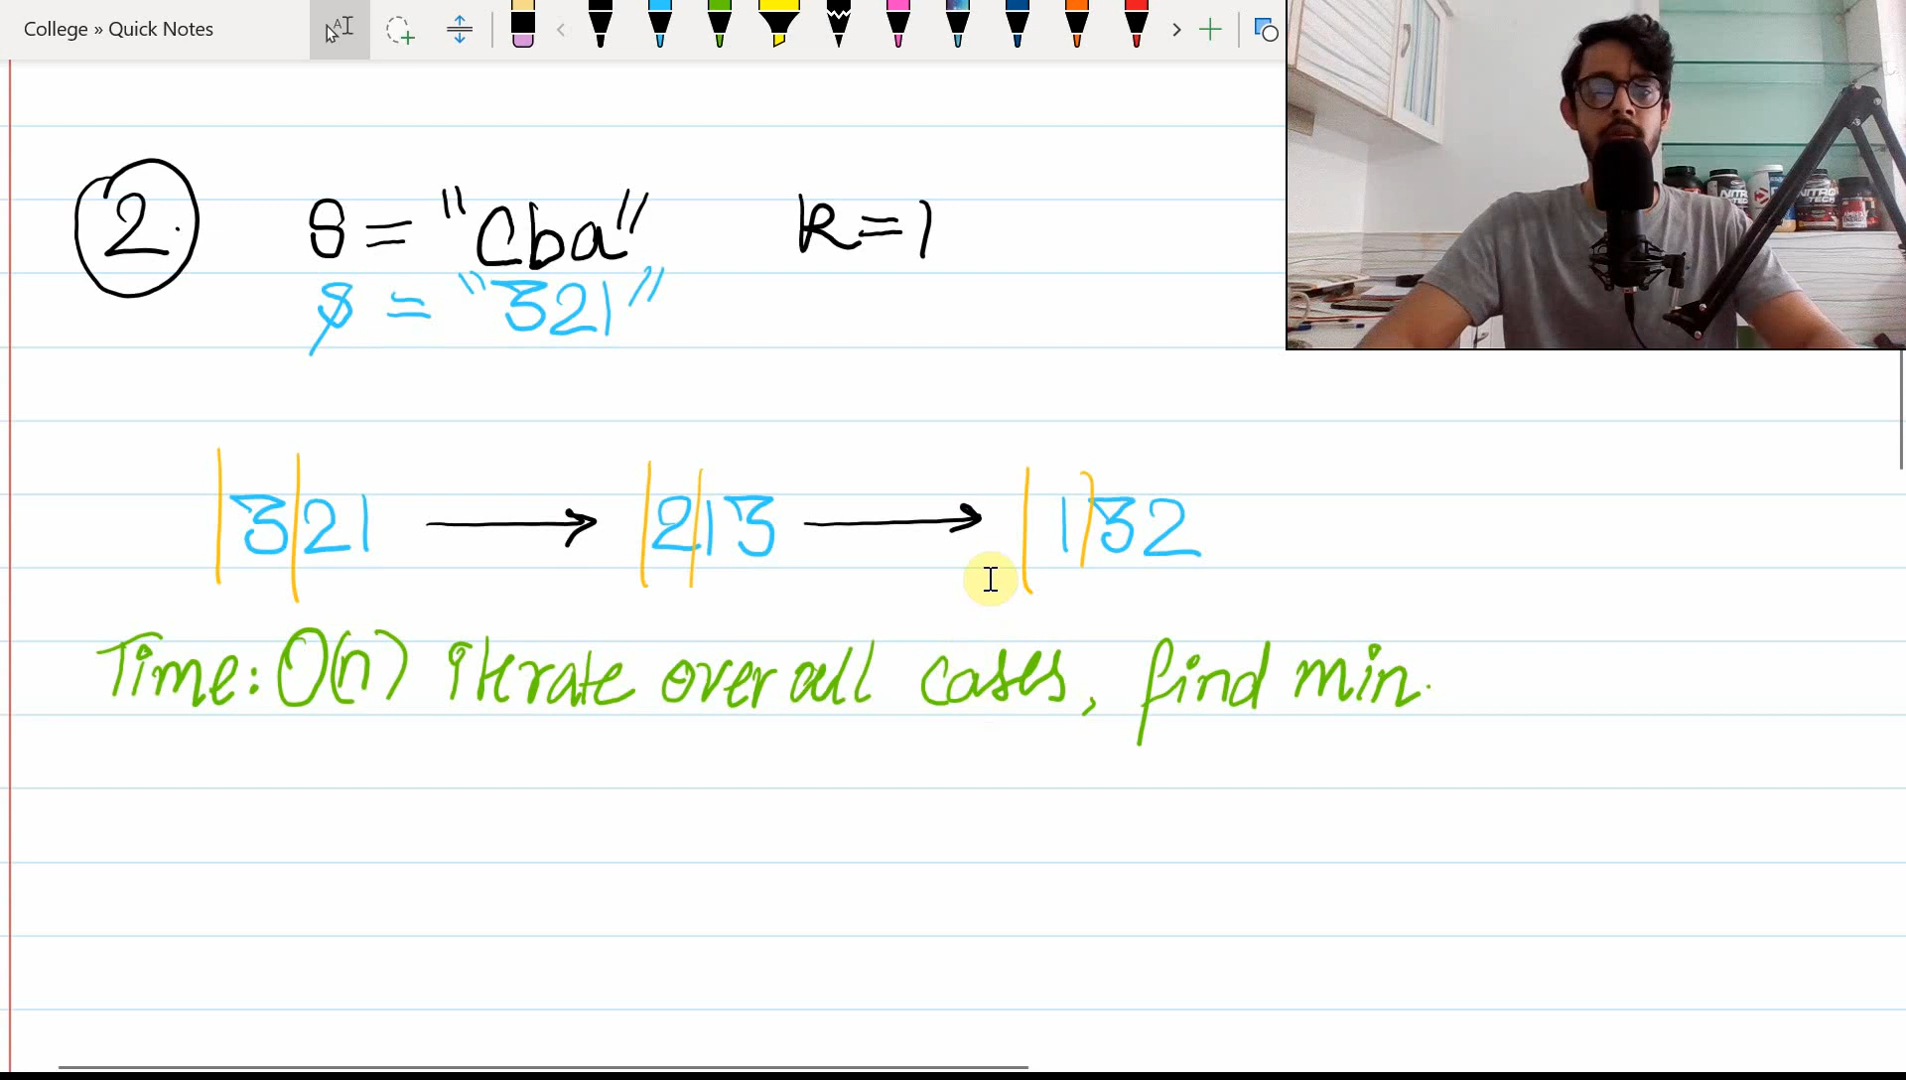 College » Quick Notes
2. S = "Cba" K=1
S = "321"
321 → 213 → 132
Time: O(n) iterate over all cases, find min.